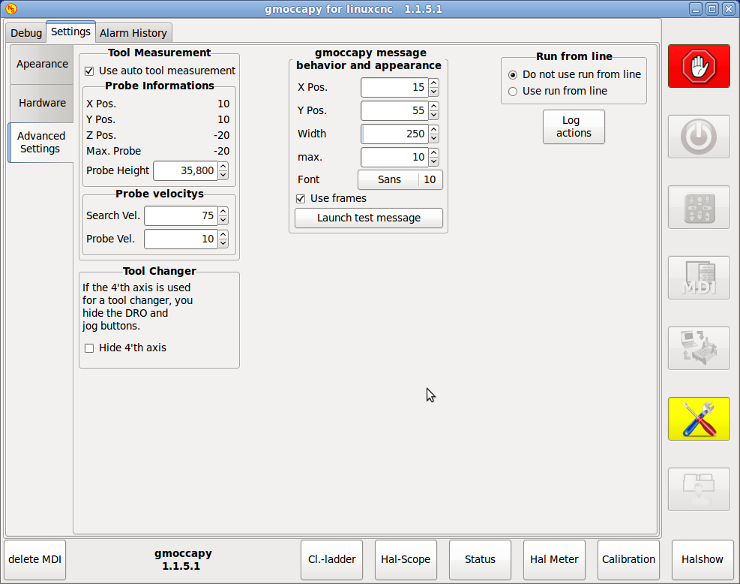 gmoccapy for linuxcnc 1.1.5.1
Debug
Settings
Alarm History
Apearance
Hardware
Advanced
Settings
Tool Measurement
Use auto tool measurement
Probe Informations
X Pos. 10
Y Pos. 10
Z Pos. -20
Max. Probe -20
Probe Height 35,800
Probe velocitys
Search Vel. 75
Probe Vel. 10
Tool Changer
If the 4'th axis is used
for a tool changer, you
hide the DRO and
jog buttons.
Hide 4'th axis
gmoccapy message
behavior and appearance
X Pos. 15
Y Pos. 55
Width 250
max. 10
Font Sans 10
Use frames
Launch test message
Run from line
Do not use run from line
Use run from line
Log
actions
MDI
delete MDI
gmoccapy
1.1.5.1
Cl.-ladder
Hal-Scope
Status
Hal Meter
Calibration
Halshow